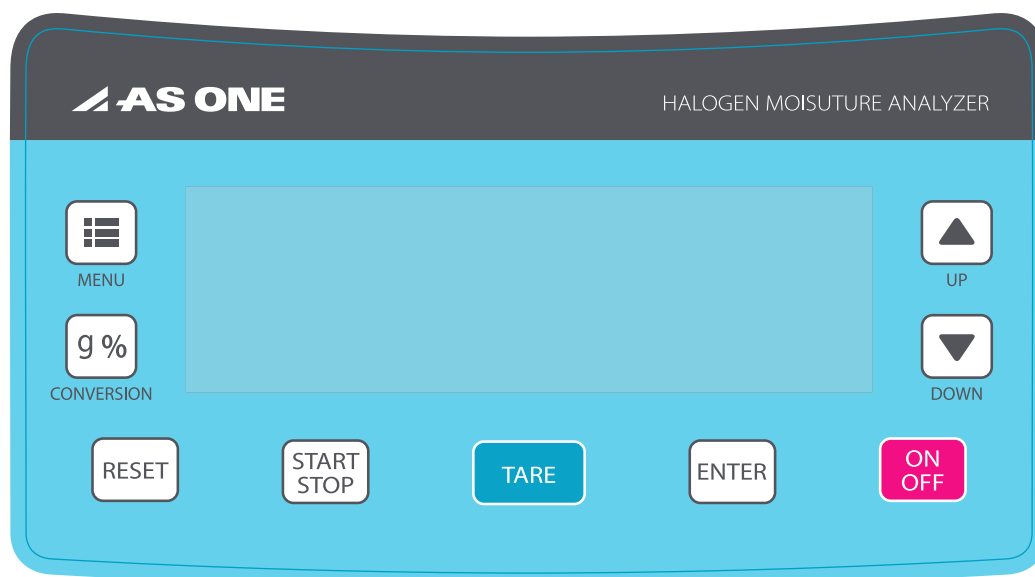 AS ONE
HALOGEN MOISUTURE ANALYZER
MENU
UP
g %
CONVERSION
DOWN
RESET
START
STOP
TARE
ENTER
ON
OFF